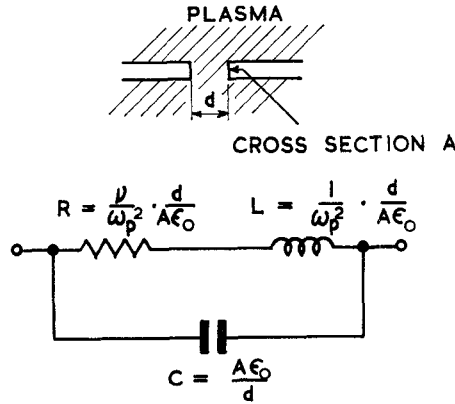 PLASMA
d
CROSS SECTION A
R = ν/ωp² · d/Aϵ0 L = 1/ωp² · d/Aϵ0
C = Aϵ0/d